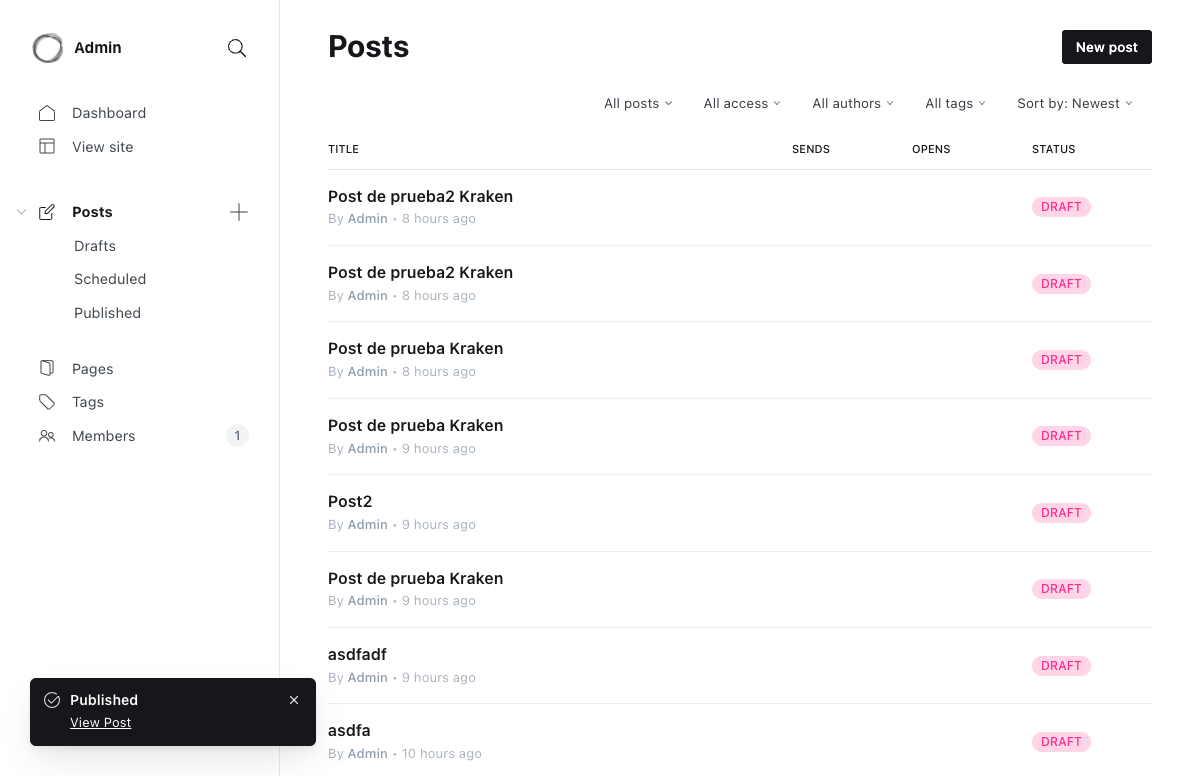 Admin
Dashboard
View site
Posts
Drafts
Scheduled
Published
Pages
Tags
Members 1
Published
View Post
Posts
New post
All posts All access All authors All tags Sort by: Newest
TITLE SENDS OPENS STATUS
Post de prueba2 Kraken
By Admin • 8 hours ago
DRAFT
Post de prueba2 Kraken
By Admin • 8 hours ago
DRAFT
Post de prueba Kraken
By Admin • 8 hours ago
DRAFT
Post de prueba Kraken
By Admin • 9 hours ago
DRAFT
Post2
By Admin • 9 hours ago
DRAFT
Post de prueba Kraken
By Admin • 9 hours ago
DRAFT
asdfadf
By Admin • 9 hours ago
DRAFT
asdfa
By Admin • 10 hours ago
DRAFT